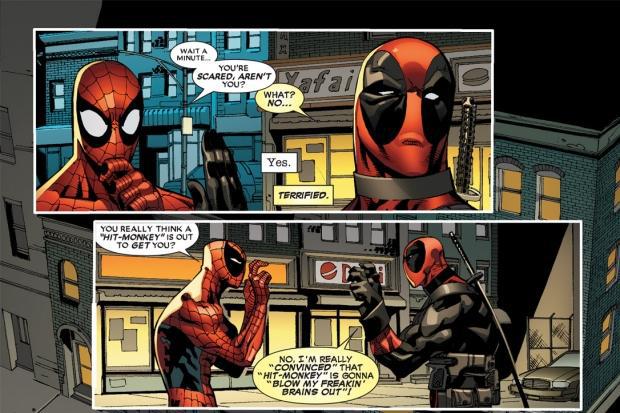 WAIT A
MINUTE...
YOU'RE
SCARED, AREN'T
YOU?
WHAT?
NO...
Yafai
Yes.
TERRIFIED.
YOU REALLY THINK A
"HIT-MONKEY" IS OUT
TO GET YOU?
NO, I'M REALLY
"CONVINCED" THAT
"HIT-MONKEY" IS GONNA
"BLOW MY FREAKIN'
BRAINS OUT"!